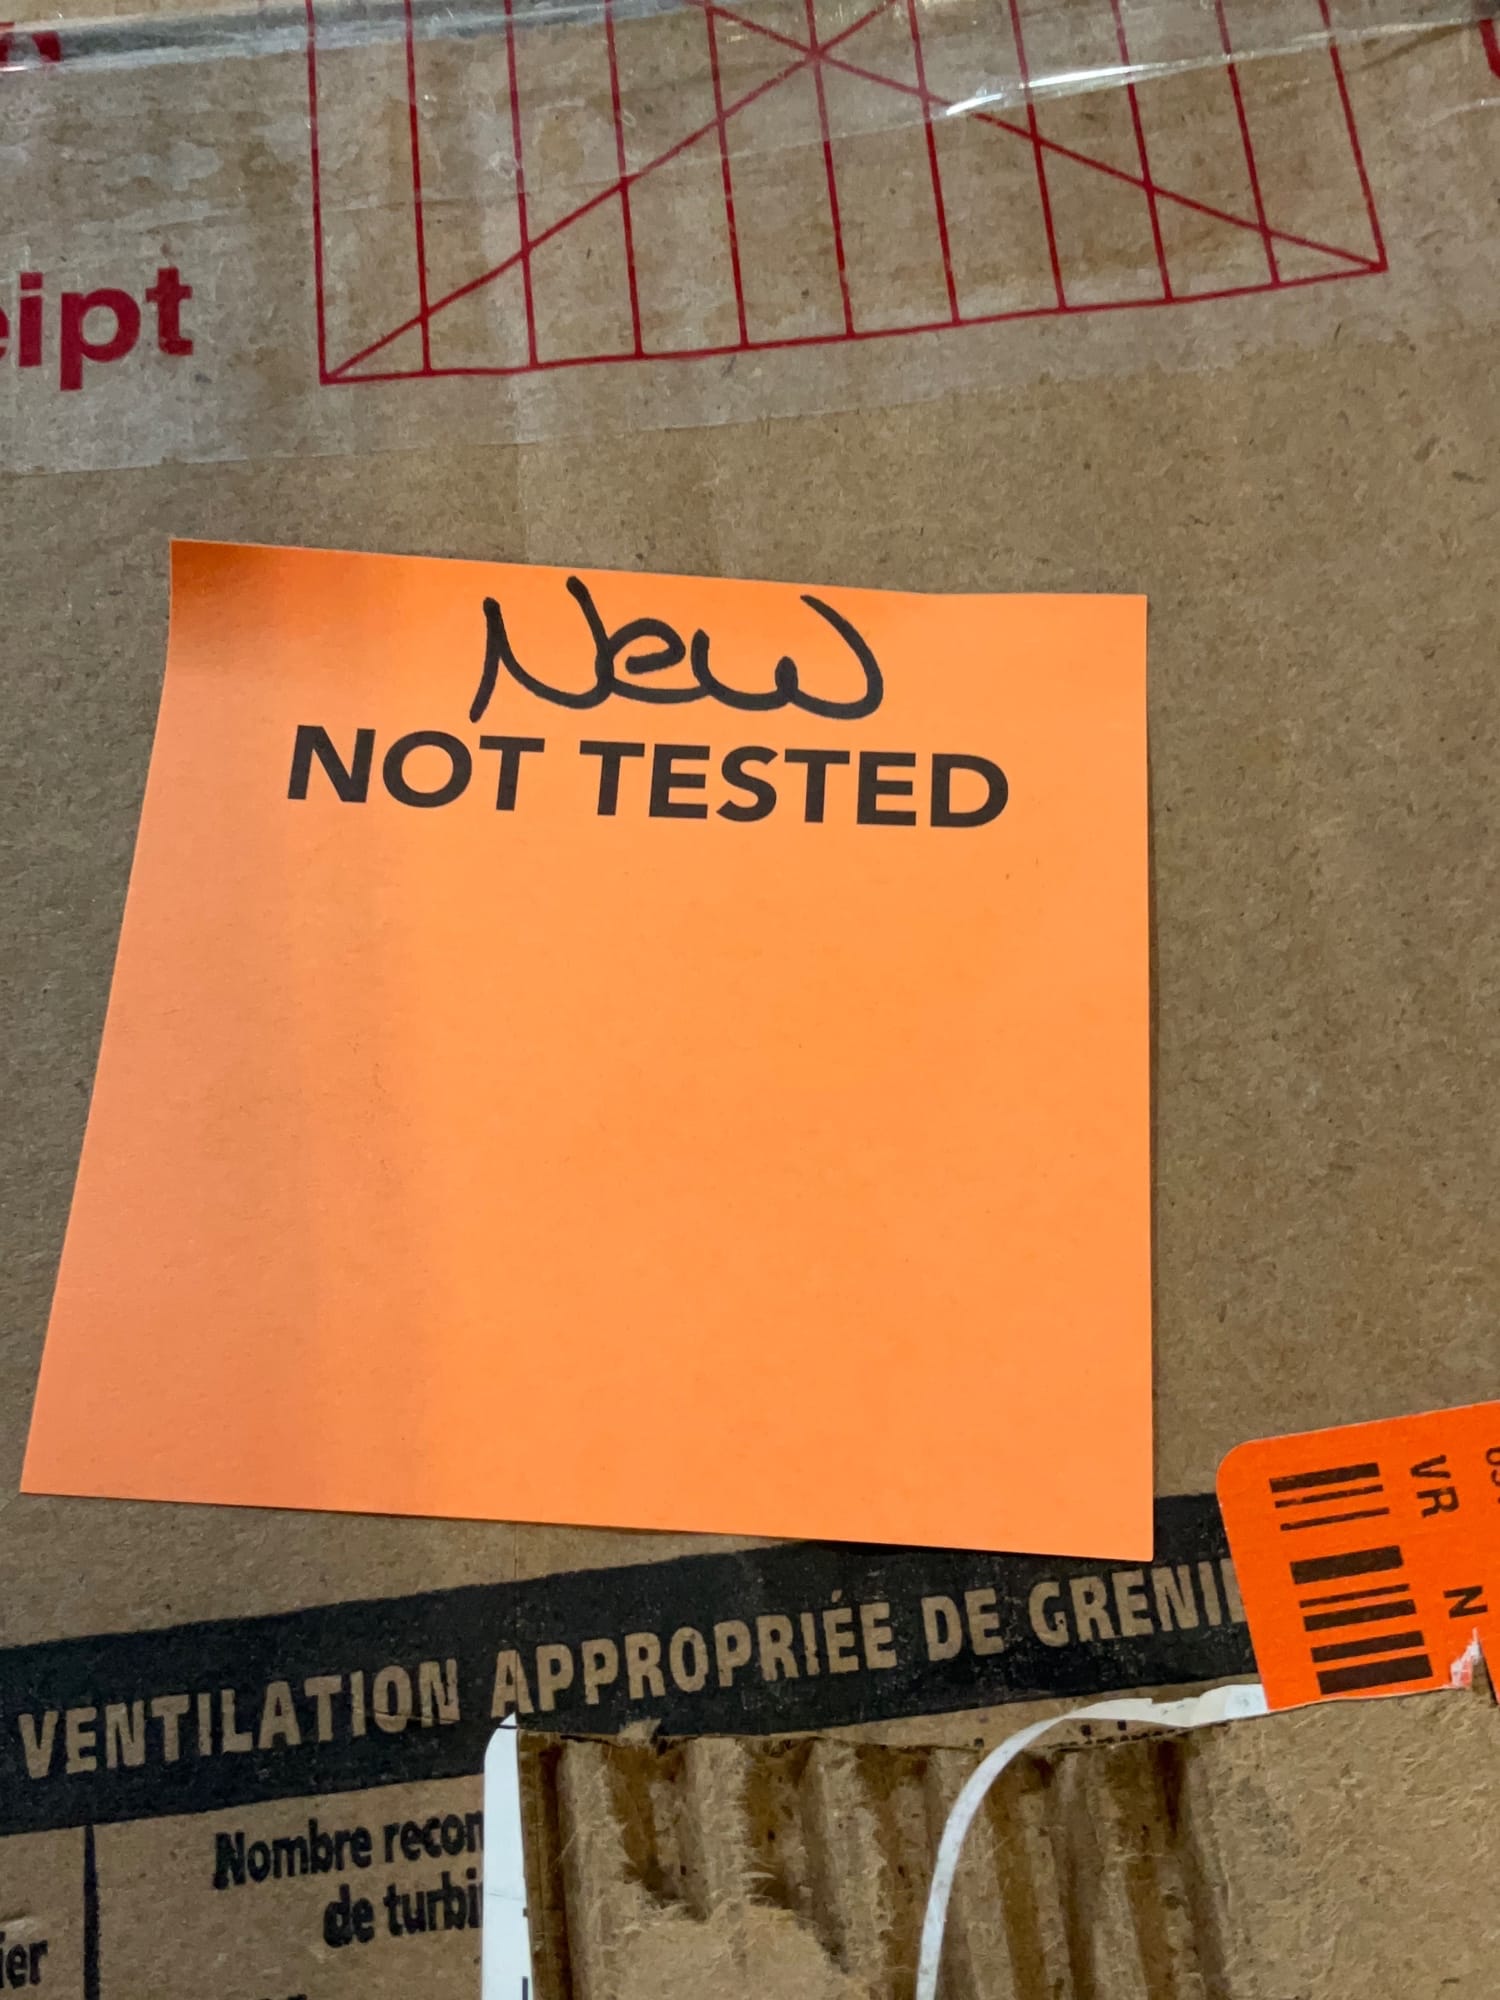 eipt
New
NOT TESTED
VR
N
VENTILATION APPROPRIÉE DE GRENI
Nombre recon
de turbi
ier